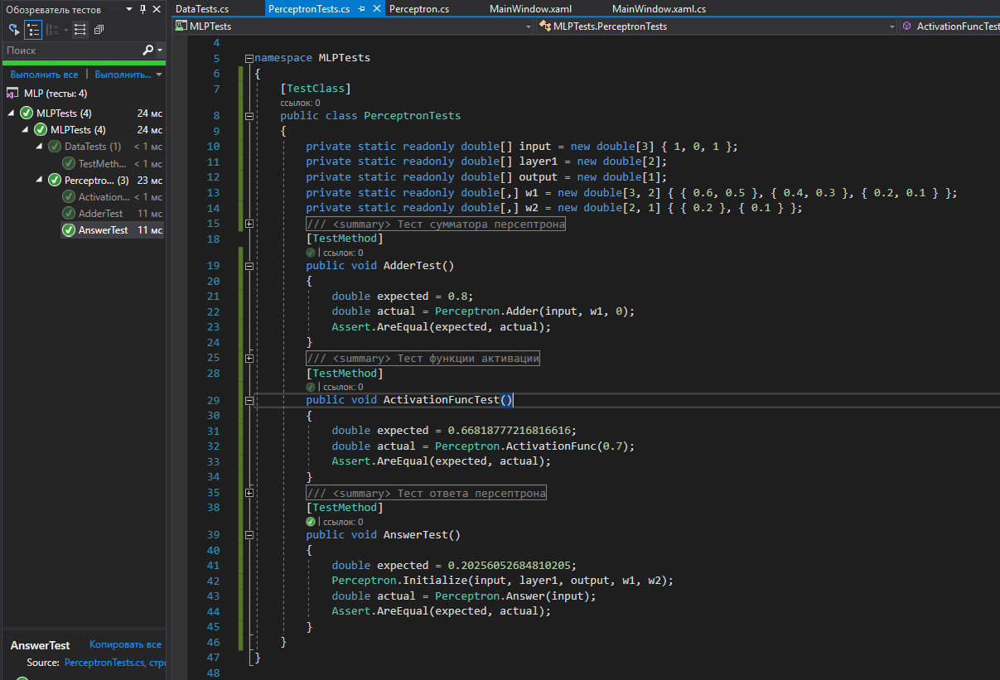 Обозреватель тестов
Поиск
Выполнить все | Выполнить...
MLP (тесты: 4)
MLPTests (4) 24 мс
MLPTests (4) 24 мс
DataTests (1) < 1 мс
TestMeth... < 1 мс
Perceptro... (3) 23 мс
Activation... < 1 мс
AdderTest 11 мс
AnswerTest 11 мс
AnswerTest Копировать все
Source: PerceptronTests.cs, стро
DataTests.cs PerceptronTests.cs Perceptron.cs MainWindow.xaml MainWindow.xaml.cs
MLPTests MLPTests.PerceptronTests ActivationFuncTest
4
5 namespace MLPTests
6 {
7 [TestClass]
ссылок: 0
8 public class PerceptronTests
9 {
10 private static readonly double[] input = new double[3] { 1, 0, 1 };
11 private static readonly double[] layer1 = new double[2];
12 private static readonly double[] output = new double[1];
13 private static readonly double[,] w1 = new double[3, 2] { { 0.6, 0.5 }, { 0.4, 0.3 }, { 0.2, 0.1 } };
14 private static readonly double[,] w2 = new double[2, 1] { { 0.2 }, { 0.1 } };
15 /// <summary> Тест сумматора персептрона
18 [TestMethod]
| ссылок: 0
19 public void AdderTest()
20 {
21 double expected = 0.8;
22 double actual = Perceptron.Adder(input, w1, 0);
23 Assert.AreEqual(expected, actual);
24 }
25 /// <summary> Тест функции активации
28 [TestMethod]
| ссылок: 0
29 public void ActivationFuncTest()
30 {
31 double expected = 0.66818777216816616;
32 double actual = Perceptron.ActivationFunc(0.7);
33 Assert.AreEqual(expected, actual);
34 }
35 /// <summary> Тест ответа персептрона
38 [TestMethod]
| ссылок: 0
39 public void AnswerTest()
40 {
41 double expected = 0.20256052684810205;
42 Perceptron.Initialize(input, layer1, output, w1, w2);
43 double actual = Perceptron.Answer(input);
44 Assert.AreEqual(expected, actual);
45 }
46 }
47 }
48